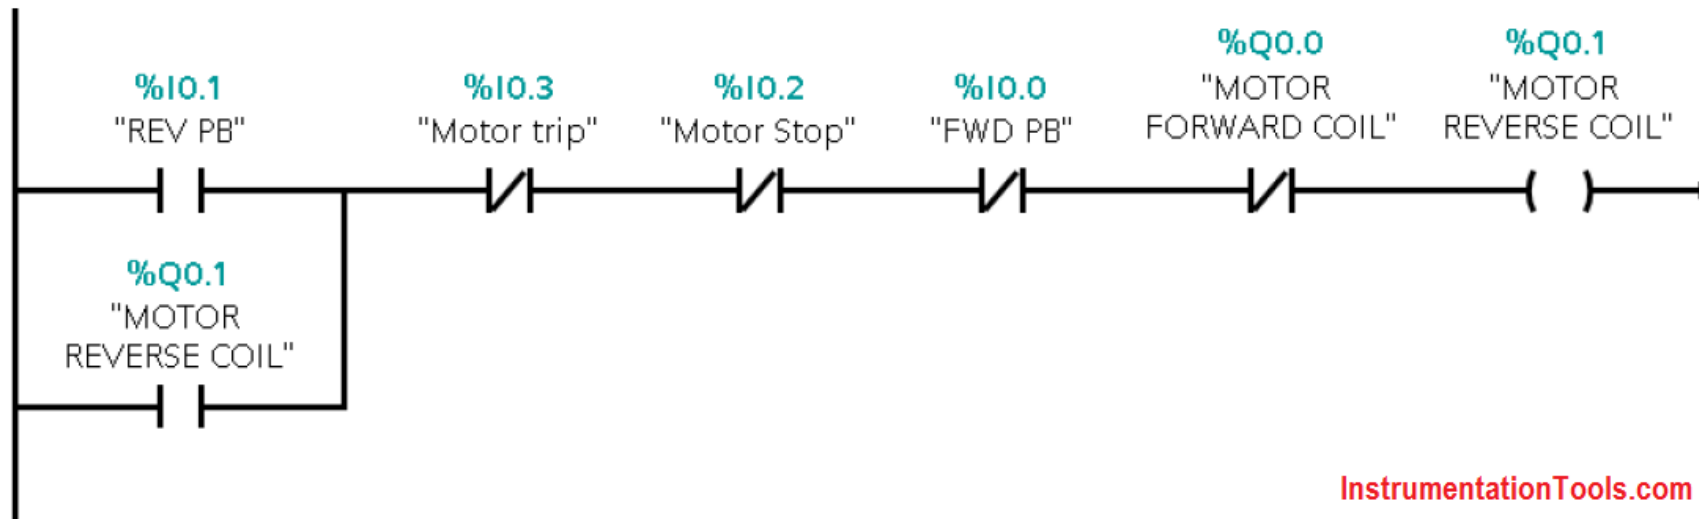 %I0.1
"REV PB"
%I0.3
"Motor trip"
%I0.2
"Motor Stop"
%I0.0
"FWD PB"
%Q0.0
"MOTOR
FORWARD COIL"
%Q0.1
"MOTOR
REVERSE COIL"
%Q0.1
"MOTOR
REVERSE COIL"
InstrumentationTools.com